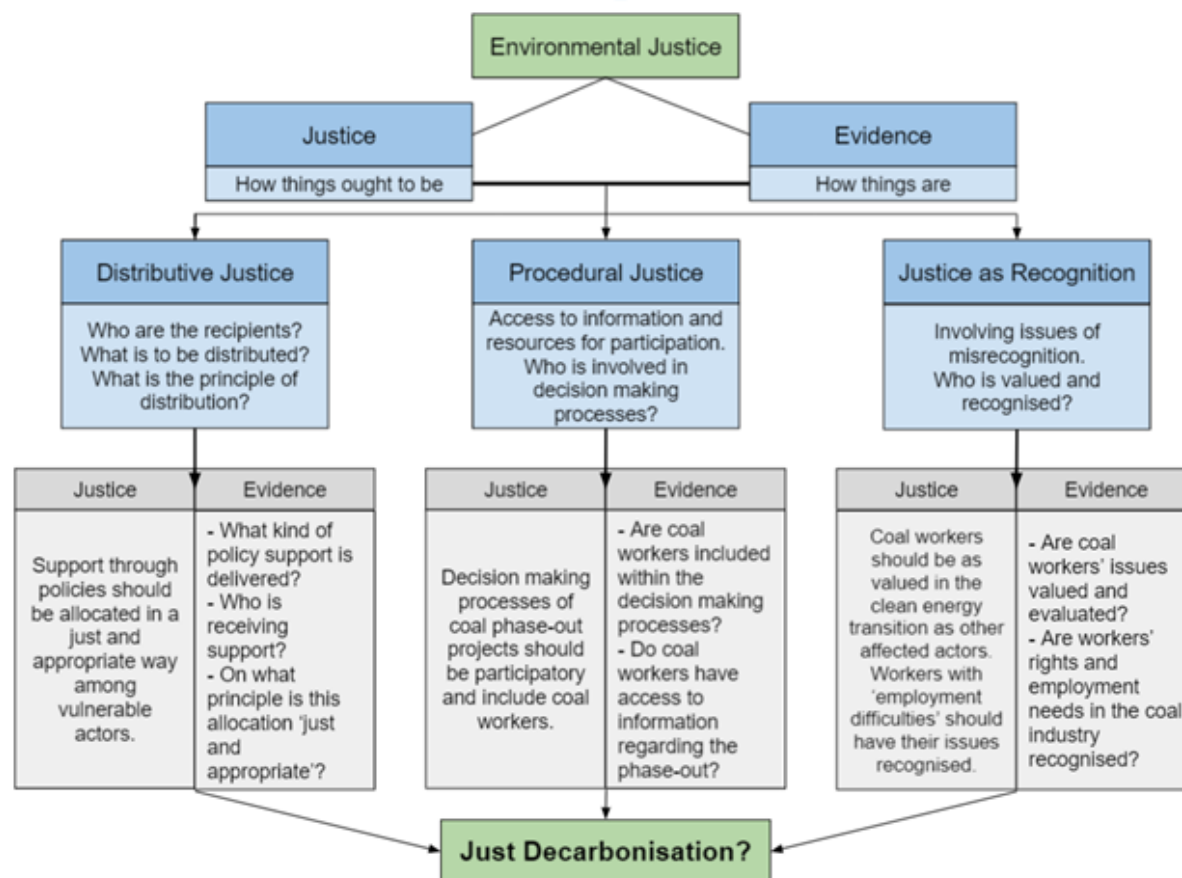 Environmental Justice
Justice
How things ought to be
Evidence
How things are
Distributive Justice
Who are the recipients?
What is to be distributed?
What is the principle of
distribution?
Procedural Justice
Access to information and
resources for participation.
Who is involved in
decision making
processes?
Justice as Recognition
Involving issues of
misrecognition.
Who is valued and
recognised?
Justice
Support through
policies should
be allocated in a
just and
appropriate way
among
vulnerable
actors.
Evidence
- What kind of
policy support is
delivered?
- Who is
receiving
support?
- On what
principle is this
allocation ‘just
and
appropriate’?
Justice
Decision making
processes of
coal phase-out
projects should
be participatory
and include coal
workers.
Evidence
- Are coal
workers included
within the
decision making
processes?
- Do coal
workers have
access to
information
regarding the
phase-out?
Justice
Coal workers
should be as
valued in the
clean energy
transition as other
affected actors.
Workers with
‘employment
difficulties’ should
have their issues
recognised.
Evidence
- Are coal
workers’ issues
valued and
evaluated?
- Are workers’
rights and
employment
needs in the coal
industry
recognised?
Just Decarbonisation?